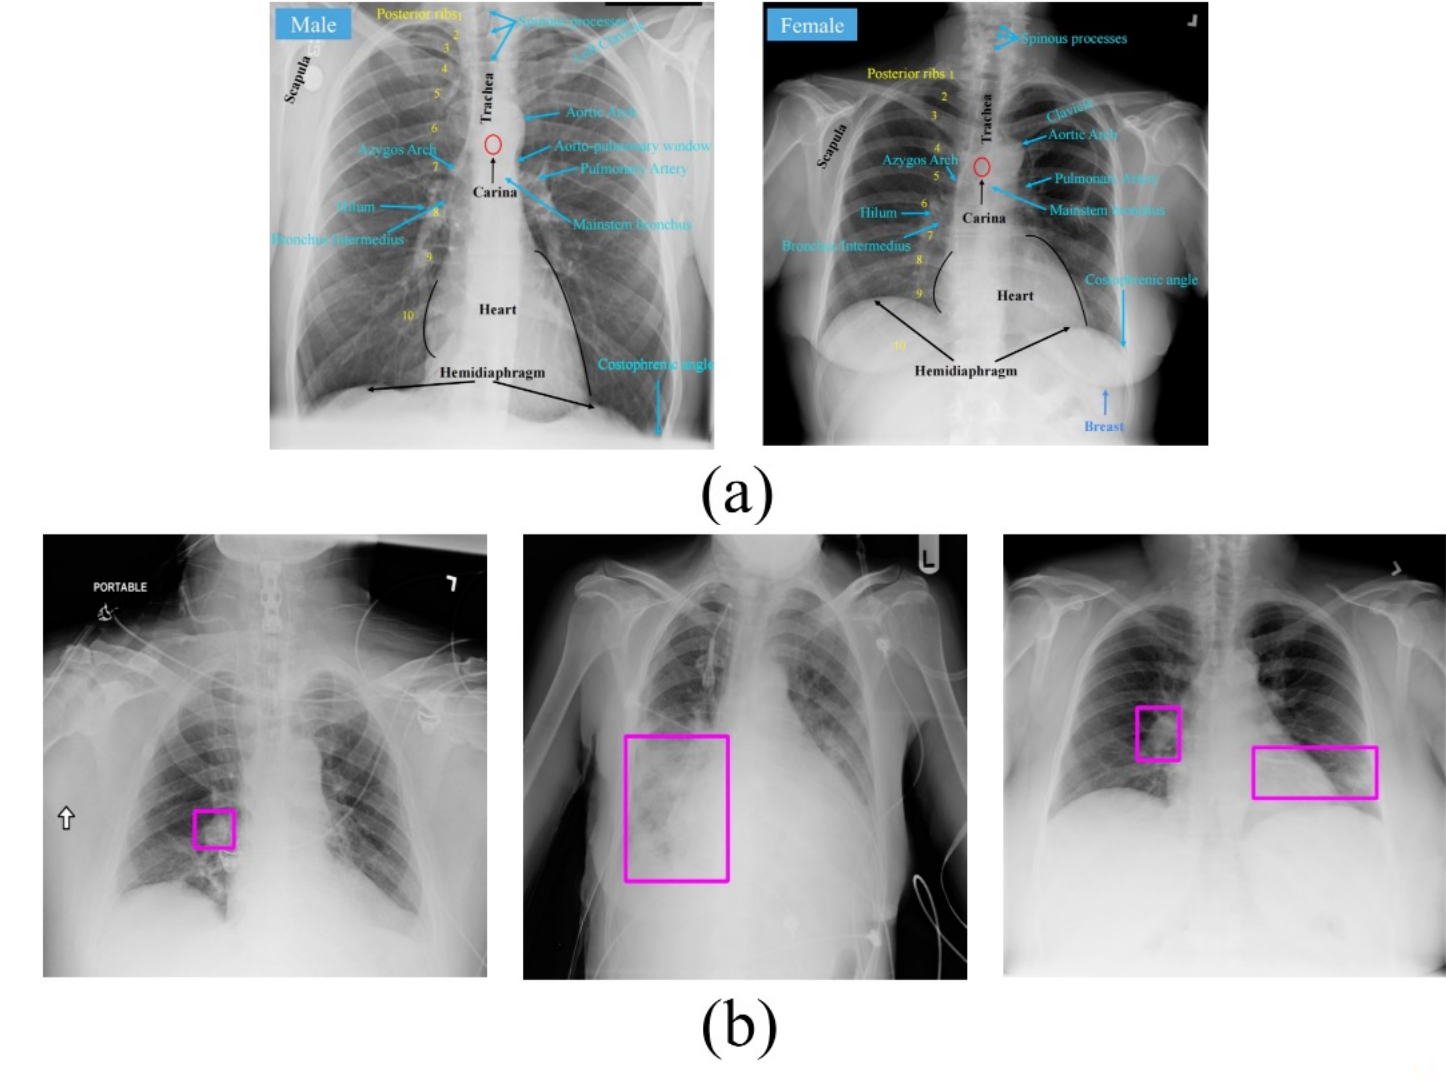 Male
Posterior ribs1
2
3
4
5
6
7
8
9
10
Spinous processes
Left Clavicle
Scapula
Trachea
Aortic Arch
Azygos Arch
Aorto-pulmonary window
Pulmonary Artery
Carina
Hilum
Mainstem bronchus
Bronchus Intermedius
Heart
Costophrenic angle
Hemidiaphragm
Female
Spinous processes
Posterior ribs 1
2
3
4
5
6
7
8
9
10
Trachea
Clavicle
Scapula
Aortic Arch
Azygos Arch
Pulmonary Artery
Hilum
Carina
Mainstem bronchus
Bronchus Intermedius
Costophrenic angle
Heart
Hemidiaphragm
Breast
(a)
PORTABLE
L
(b)